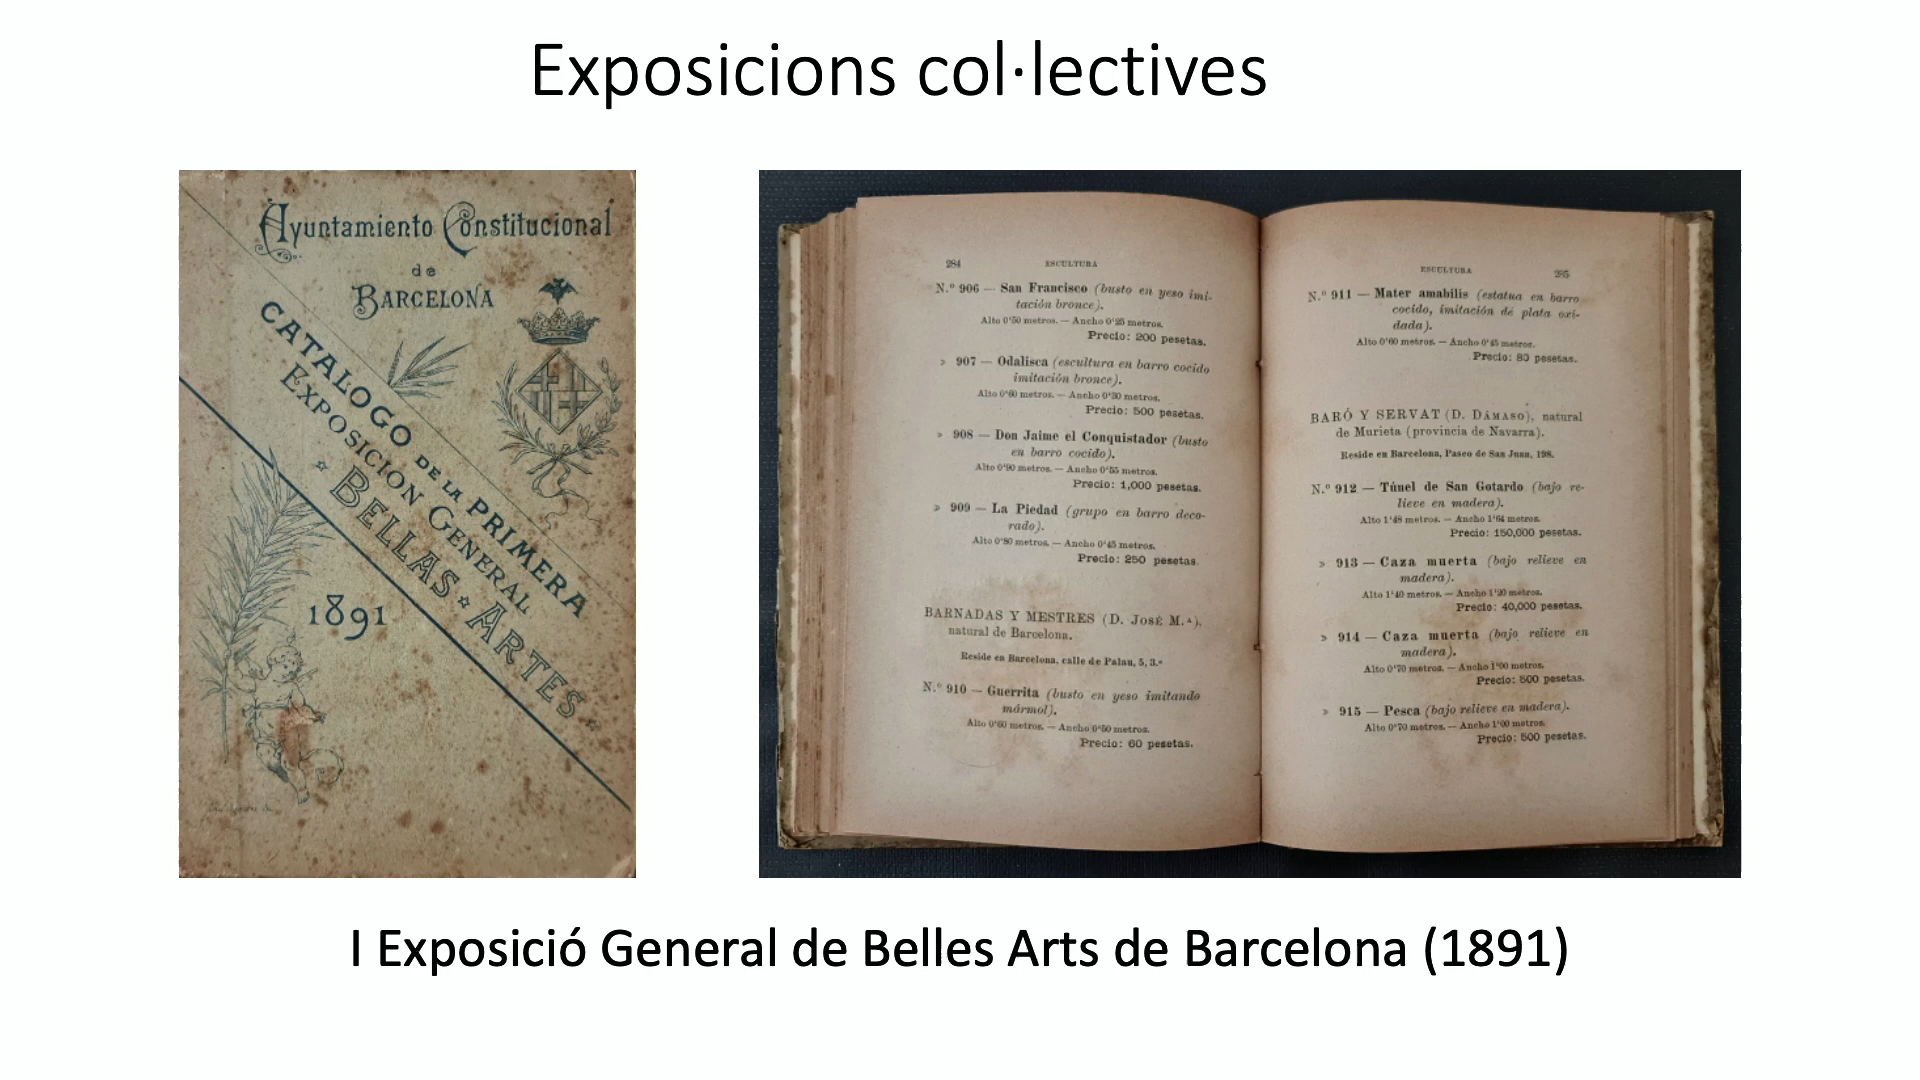 Exposicions col·lectives
Ayuntamiento Constitucional
de
BARCELONA
CATALOGO DE LA PRIMERA
EXPOSICION GENERAL
BELLAS ARTES
1891
284 ESCULTURA
N.º 906 — San Francisco (busto en yeso imi-
tación bronce).
Alto 0'50 metros. — Ancho 0'25 metros.
Precio: 200 pesetas.
» 907 — Odalisca (escultura en barro cocido
imitación bronce).
Alto 0'60 metros. — Ancho 0'30 metros.
Precio: 500 pesetas.
» 908 — Don Jaime el Conquistador (busto
en barro cocido).
Alto 0'90 metros. — Ancho 0'55 metros.
Precio: 1,000 pesetas.
» 909 — La Piedad (grupo en barro deco-
rado).
Alto 0'80 metros. — Ancho 0'45 metros.
Precio: 250 pesetas.
BARNADAS Y MESTRES (D. JOSÉ M.ª),
natural de Barcelona.
Reside en Barcelona, calle de Palau, 5, 3.º
N.º 910 — Guerrita (busto en yeso imitando
mármol).
Alto 0'60 metros. — Ancho 0'50 metros.
Precio: 60 pesetas.
ESCULTURA 285
N.º 911 — Mater amabilis (estatua en barro
cocido, imitación de plata oxi-
dada).
Alto 0'60 metros. — Ancho 0'45 metros.
Precio: 80 pesetas.
BARÓ Y SERVAT (D. DÁMASO), natural
de Murieta (provincia de Navarra).
Reside en Barcelona, Paseo de San Juan, 198.
N.º 912 — Túnel de San Gotardo (bajo re-
lieve en madera).
Alto 1'48 metros. — Ancho 1'64 metros.
Precio: 150,000 pesetas.
» 913 — Caza muerta (bajo relieve en
madera).
Alto 1'40 metros. — Ancho 1'20 metros.
Precio: 40,000 pesetas.
» 914 — Caza muerta (bajo relieve en
madera).
Alto 0'70 metros. — Ancho 1'00 metros.
Precio: 500 pesetas.
» 915 — Pesca (bajo relieve en madera).
Alto 0'70 metros. — Ancho 1'00 metros.
Precio: 500 pesetas.
I Exposició General de Belles Arts de Barcelona (1891)